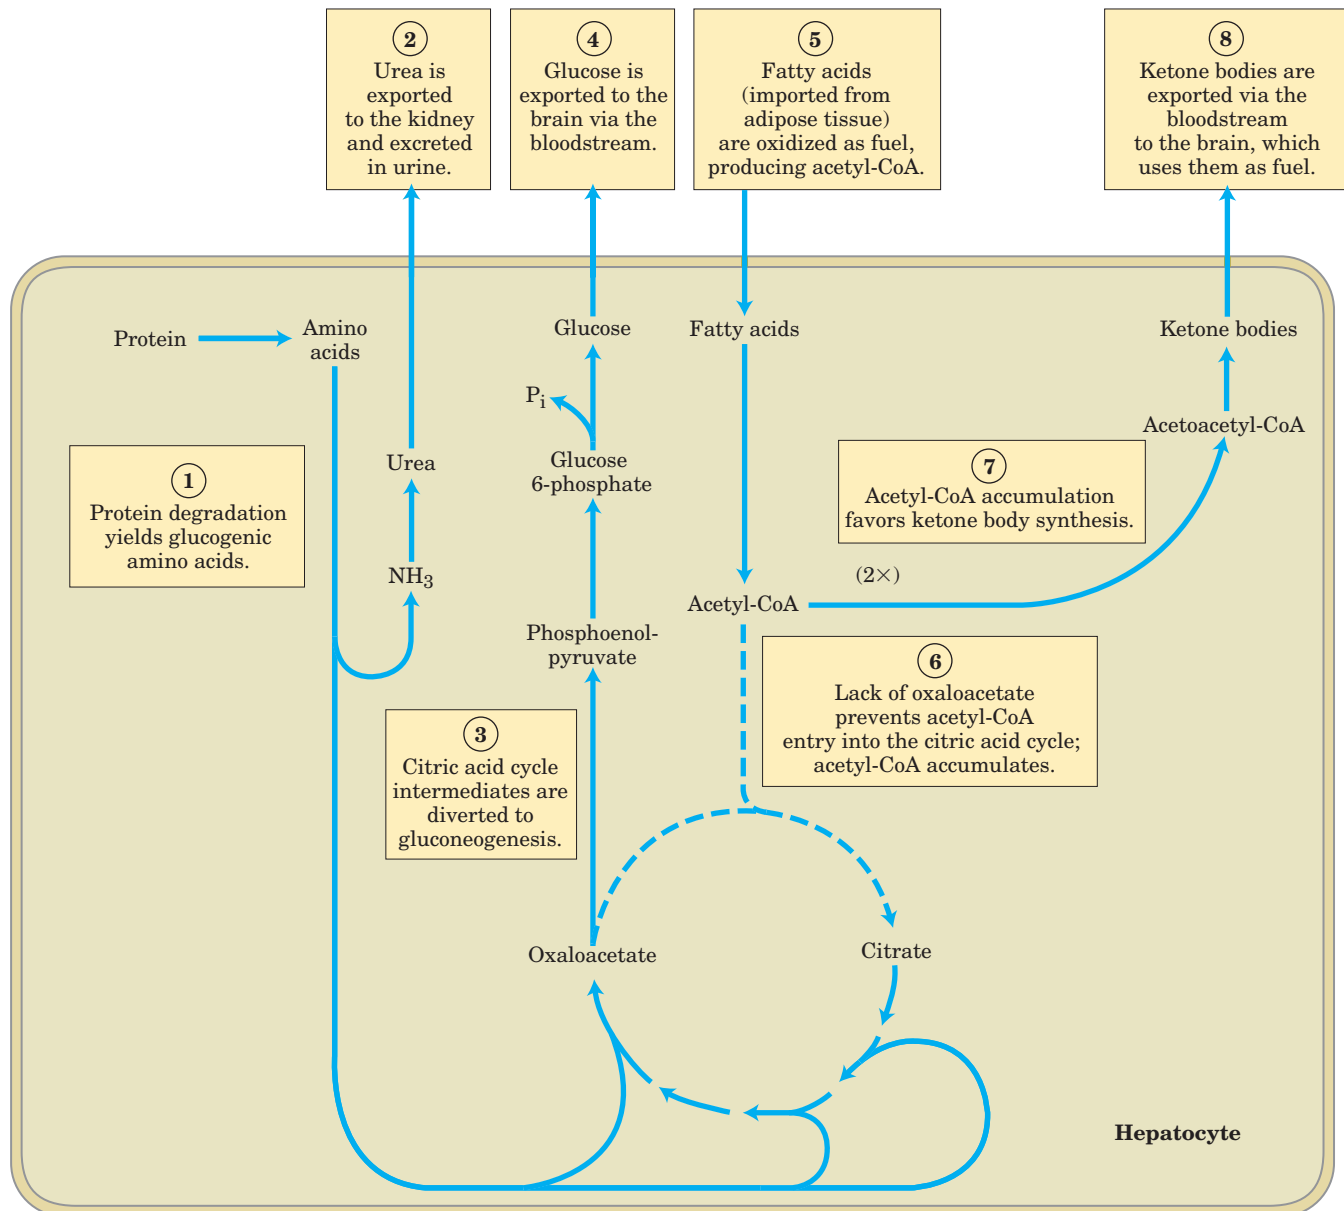 2
Urea is
exported
to the kidney
and excreted
in urine.
4
Glucose is
exported to the
brain via the
bloodstream.
5
Fatty acids
(imported from
adipose tissue)
are oxidized as fuel,
producing acetyl-CoA.
8
Ketone bodies are
exported via the
bloodstream
to the brain, which
uses them as fuel.
Protein
Amino
acids
Glucose
Fatty acids
Ketone bodies
Pi
Acetoacetyl-CoA
Urea
Glucose
6-phosphate
1
Protein degradation
yields glucogenic
amino acids.
7
Acetyl-CoA accumulation
favors ketone body synthesis.
NH3
(2×)
Acetyl-CoA
Phosphoenol-
pyruvate
6
Lack of oxaloacetate
prevents acetyl-CoA
entry into the citric acid cycle;
acetyl-CoA accumulates.
3
Citric acid cycle
intermediates are
diverted to
gluconeogenesis.
Oxaloacetate
Citrate
Hepatocyte